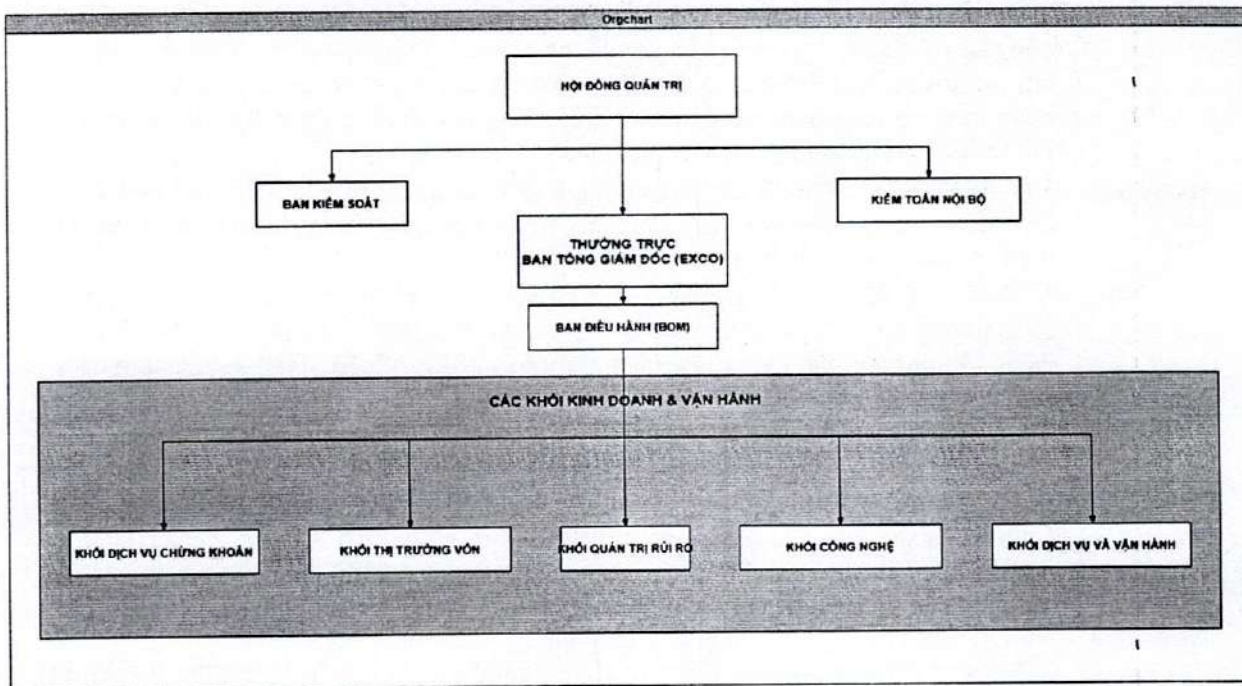 Orgchart
HỘI ĐỒNG QUẢN TRỊ
BAN KIỂM SOÁT
KIỂM TOÁN NỘI BỘ
THƯỜNG TRỰC
BAN TỔNG GIÁM ĐỐC (EXCO)
BAN ĐIỀU HÀNH (BOM)
CÁC KHỐI KINH DOANH & VẬN HÀNH
KHỐI DỊCH VỤ CHỨNG KHOÁN
KHỐI THỊ TRƯỜNG VỐN
KHỐI QUẢN TRỊ RỦI RO
KHỐI CÔNG NGHỆ
KHỐI DỊCH VỤ VÀ VẬN HÀNH